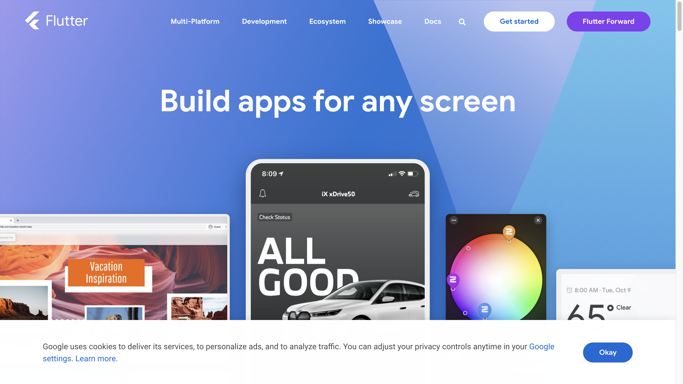 Flutter
Multi-Platform Development Ecosystem Showcase Docs Get started Flutter Forward
Build apps for any screen
8:09
iX xDrive50
Check Status
ALL
GOOD
Vacation
Inspiration
8:00 AM · Tue, Oct 9
65 Clear
Google uses cookies to deliver its services, to personalize ads, and to analyze traffic. You can adjust your privacy controls anytime in your Google
settings. Learn more.
Okay